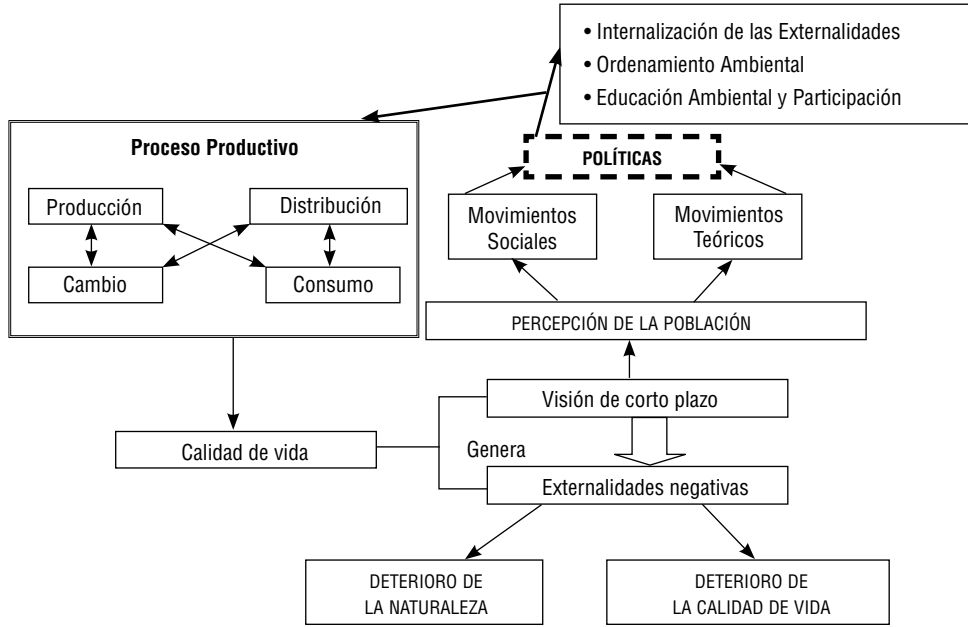 • Internalización de las Externalidades
• Ordenamiento Ambiental
• Educación Ambiental y Participación
Proceso Productivo
POLÍTICAS
Producción
Distribución
Movimientos
Sociales
Movimientos
Teóricos
Cambio
Consumo
PERCEPCIÓN DE LA POBLACIÓN
Visión de corto plazo
Calidad de vida
Genera
Externalidades negativas
DETERIORO DE
LA NATURALEZA
DETERIORO DE
LA CALIDAD DE VIDA